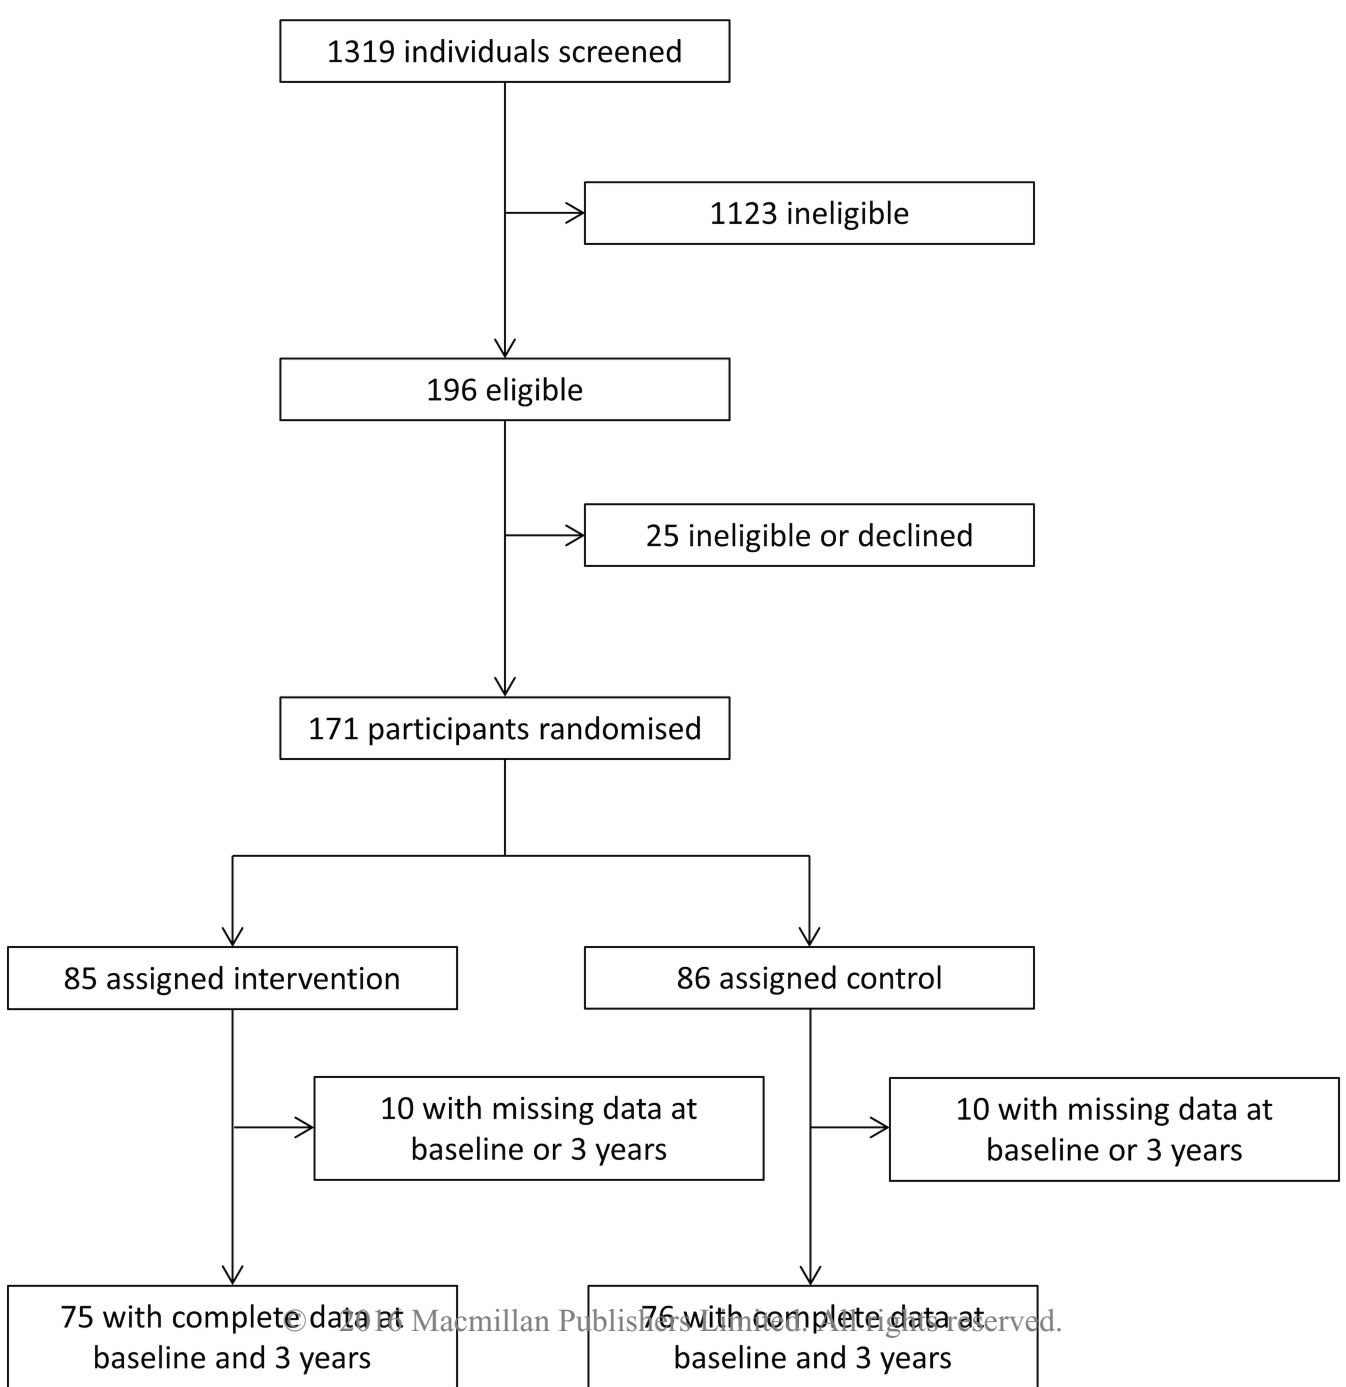 1319 individuals screened
1123 ineligible
196 eligible
25 ineligible or declined
171 participants randomised
85 assigned intervention
86 assigned control
10 with missing data at
baseline or 3 years
10 with missing data at
baseline or 3 years
75 with complete data at
baseline and 3 years
76 with complete data at
baseline and 3 years
© 2016 Macmillan Publishers Limited. All rights reserved.